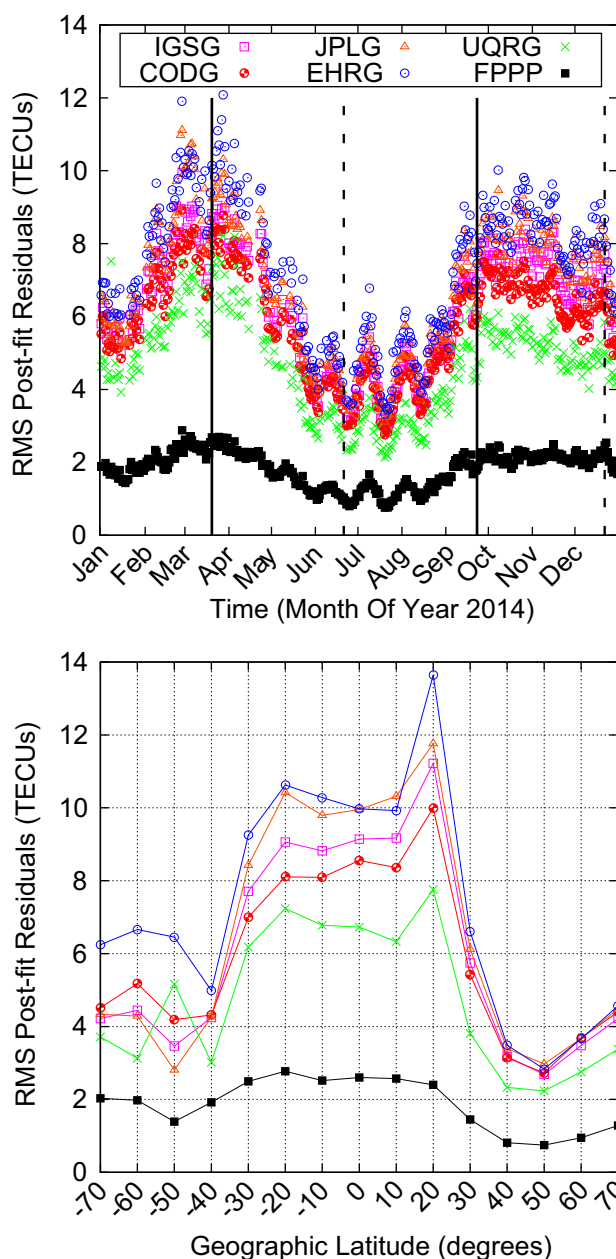 14
12
10
8
6
4
2
0
RMS Post-fit Residuals (TECUs)
IGSG JPLG UQRG
CODG EHRG FPPP
Jan Feb Mar Apr May Jun Jul Aug Sep Oct Nov Dec
Time (Month Of Year 2014)
14
12
10
8
6
4
2
0
RMS Post-fit Residuals (TECUs)
-70 -60 -50 -40 -30 -20 -10 0 10 20 30 40 50 60 70
Geographic Latitude (degrees)